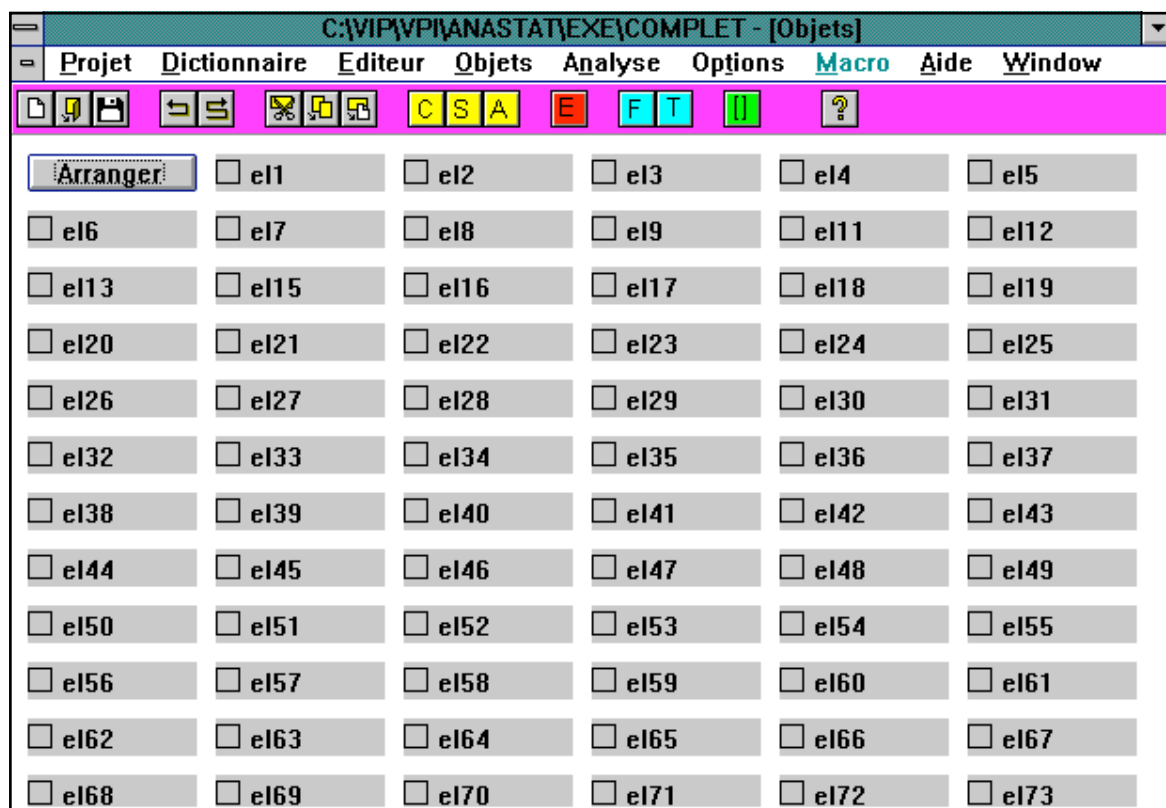 C:\VIP\VPI\ANASTAT\EXE\COMPLET - [Objets]
Projet Dictionnaire Editeur Objets Analyse Options Macro Aide Window
C S A E F T [] ?
Arranger el1 el2 el3 el4 el5
el6 el7 el8 el9 el11 el12
el13 el15 el16 el17 el18 el19
el20 el21 el22 el23 el24 el25
el26 el27 el28 el29 el30 el31
el32 el33 el34 el35 el36 el37
el38 el39 el40 el41 el42 el43
el44 el45 el46 el47 el48 el49
el50 el51 el52 el53 el54 el55
el56 el57 el58 el59 el60 el61
el62 el63 el64 el65 el66 el67
el68 el69 el70 el71 el72 el73